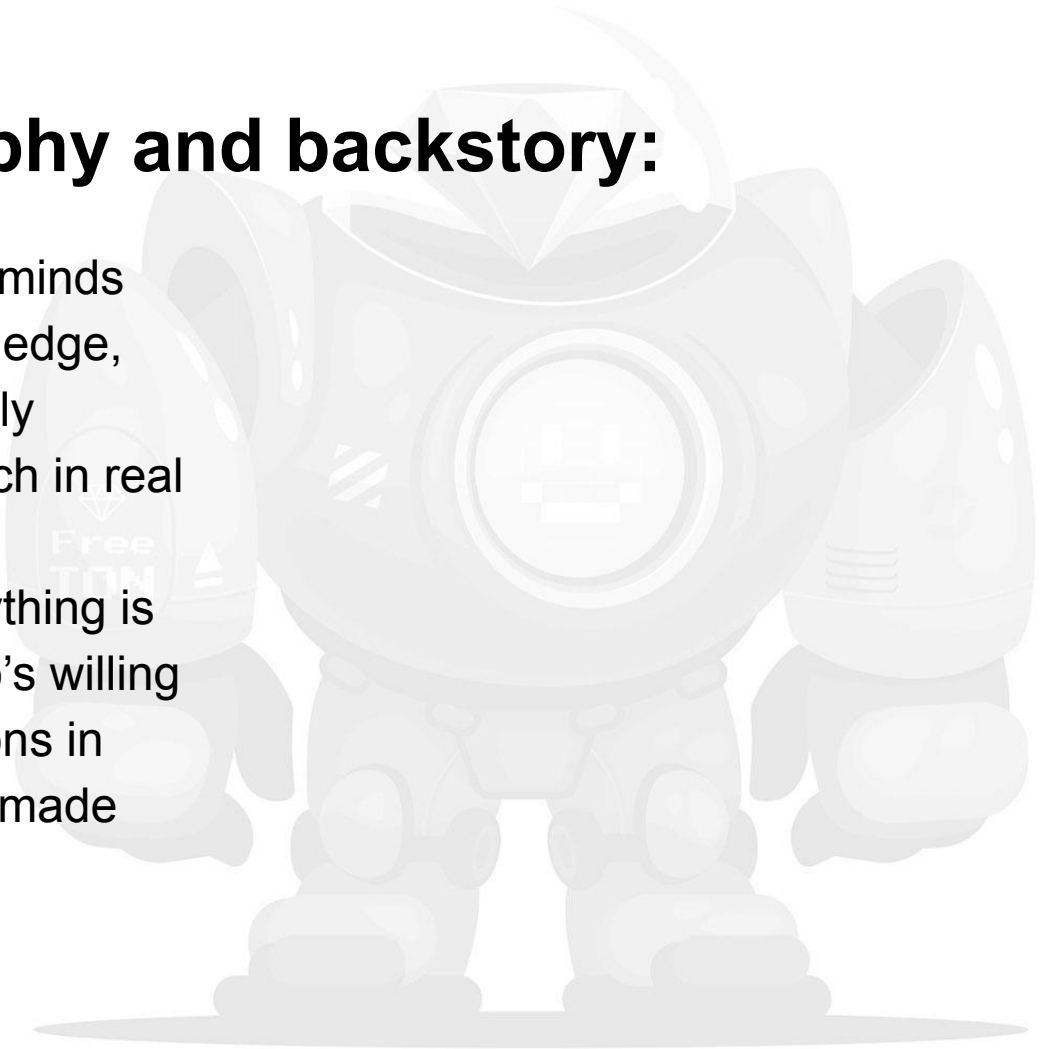 phy and backstory:
minds
edge,
ly
ch in real
Free
TON
thing is
's willing
ons in
made